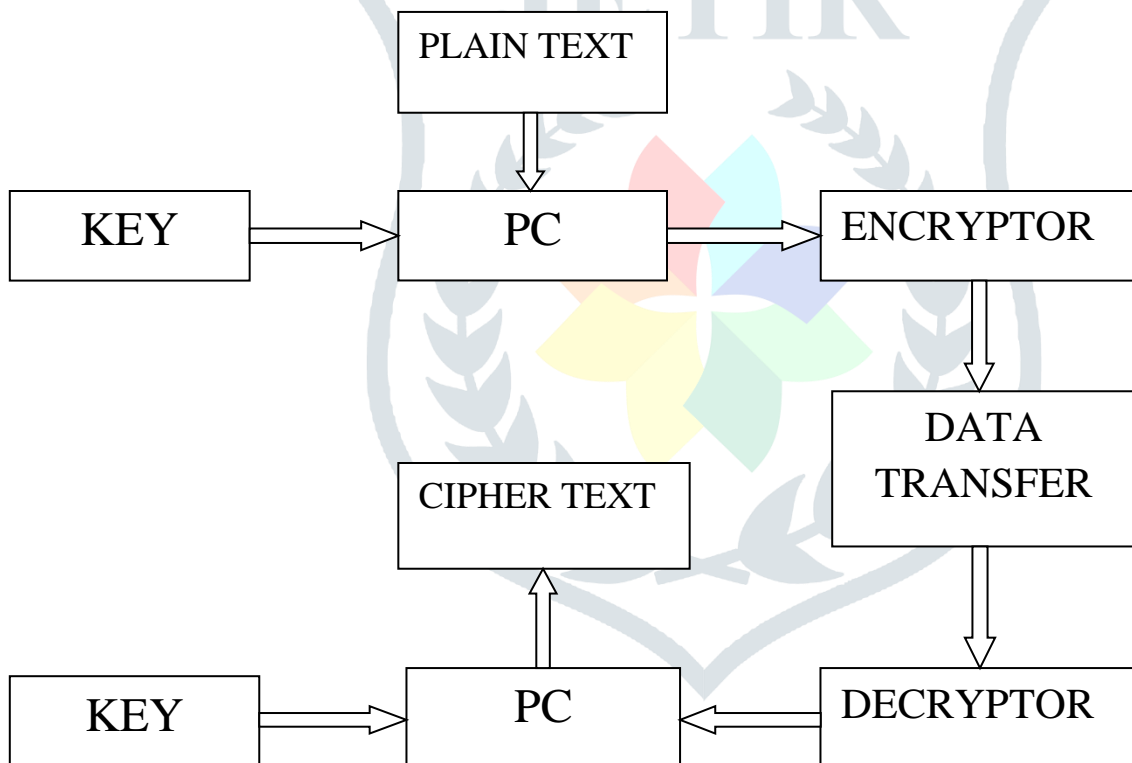 PLAIN TEXT
KEY
PC
ENCRYPTOR
DATA
TRANSFER
CIPHER TEXT
KEY
PC
DECRYPTOR